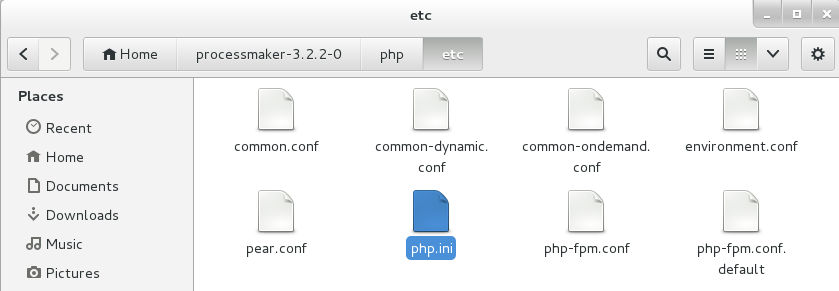 etc
Home
processmaker-3.2.2-0
php
etc
Places
Recent
Home
Documents
Downloads
Music
Pictures
common.conf
common-dynamic.
conf
common-ondemand.
conf
environment.conf
pear.conf
php.ini
php-fpm.conf
php-fpm.conf.
default